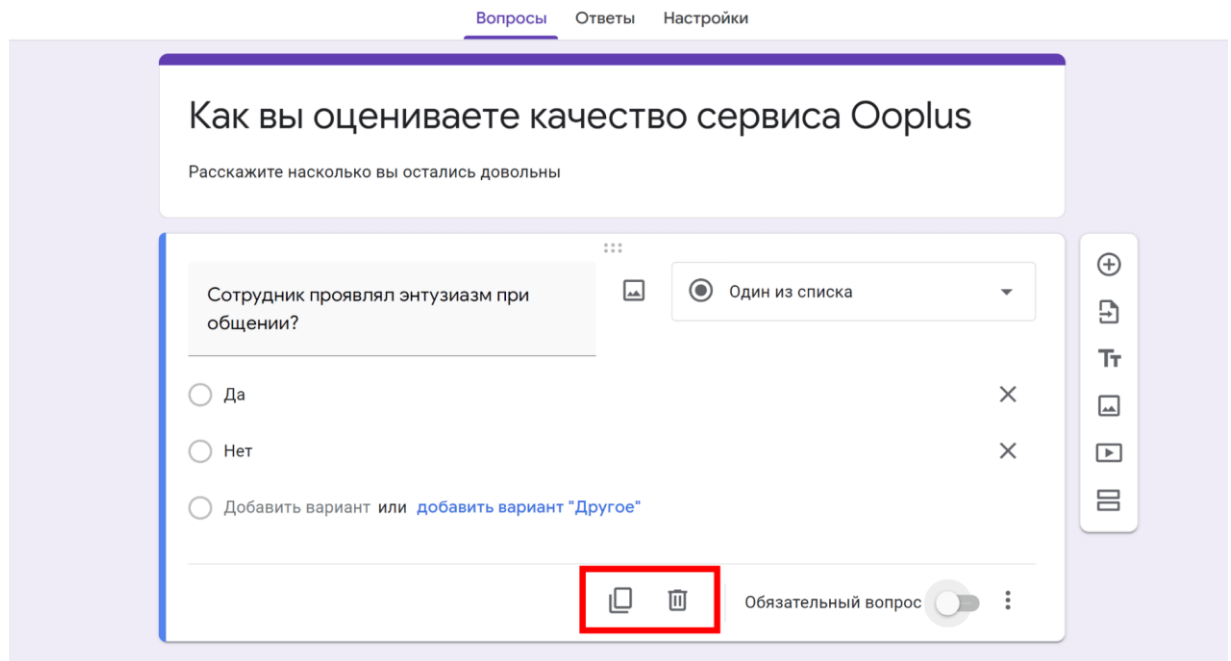 Вопросы Ответы Настройки
Как вы оцениваете качество сервиса Ooplus
Расскажите насколько вы остались довольны
Сотрудник проявлял энтузиазм при
общении?
Один из списка
Да
Нет
Добавить вариант или добавить вариант "Другое"
Обязательный вопрос
Тт